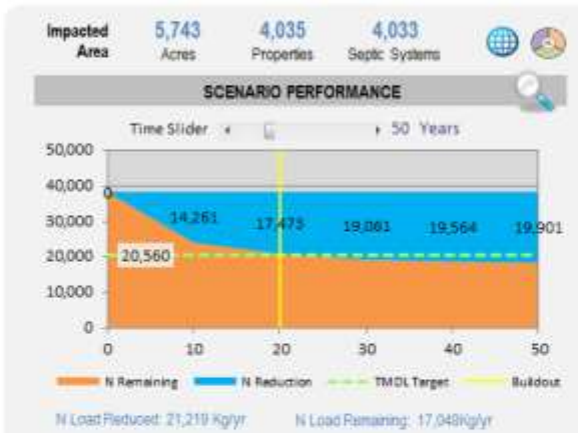 Impacted Area 5,743 Acres 4,035 Properties 4,033 Septic Systems
SCENARIO PERFORMANCE
Time Slider 50 Years
50,000
40,000
30,000
20,000
10,000
0
0
14,261
17,473
19,061
19,564
19,901
20,560
0 10 20 30 40 50
N Remaining N Reduction TMDL Target Buildout
N Load Reduced: 21,219 Kg/yr N Load Remaining: 17,048Kg/yr